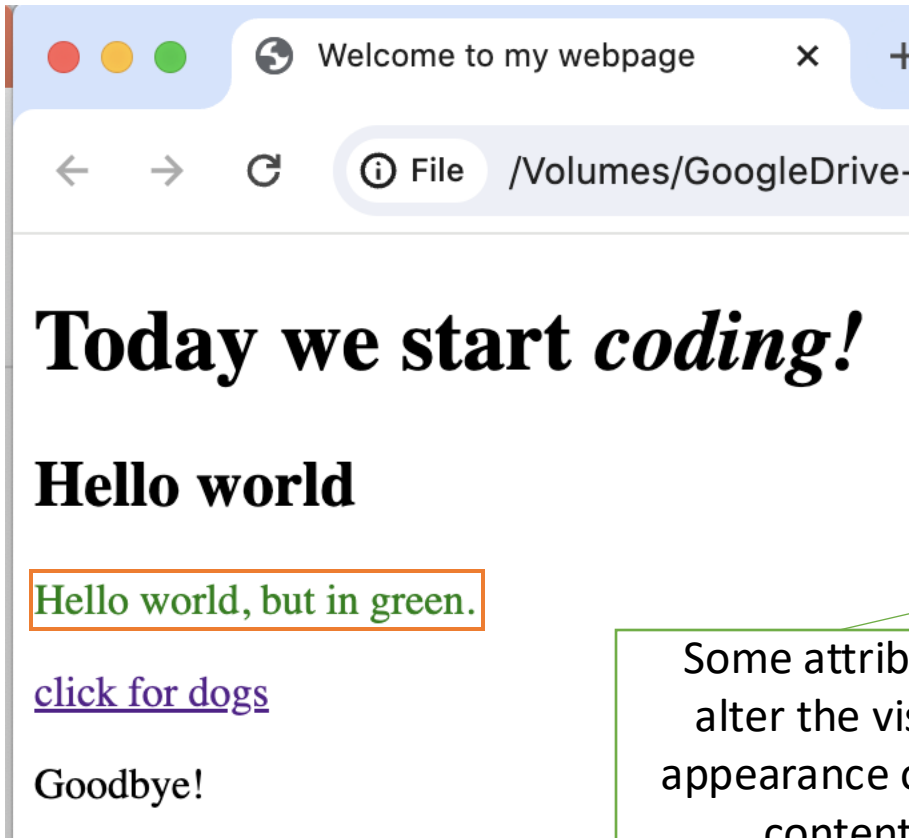 Welcome to my webpage
File /Volumes/GoogleDrive-
Today we start coding!
Hello world
Hello world, but in green.
click for dogs
Goodbye!
Some attrib
alter the vis
appearance
content